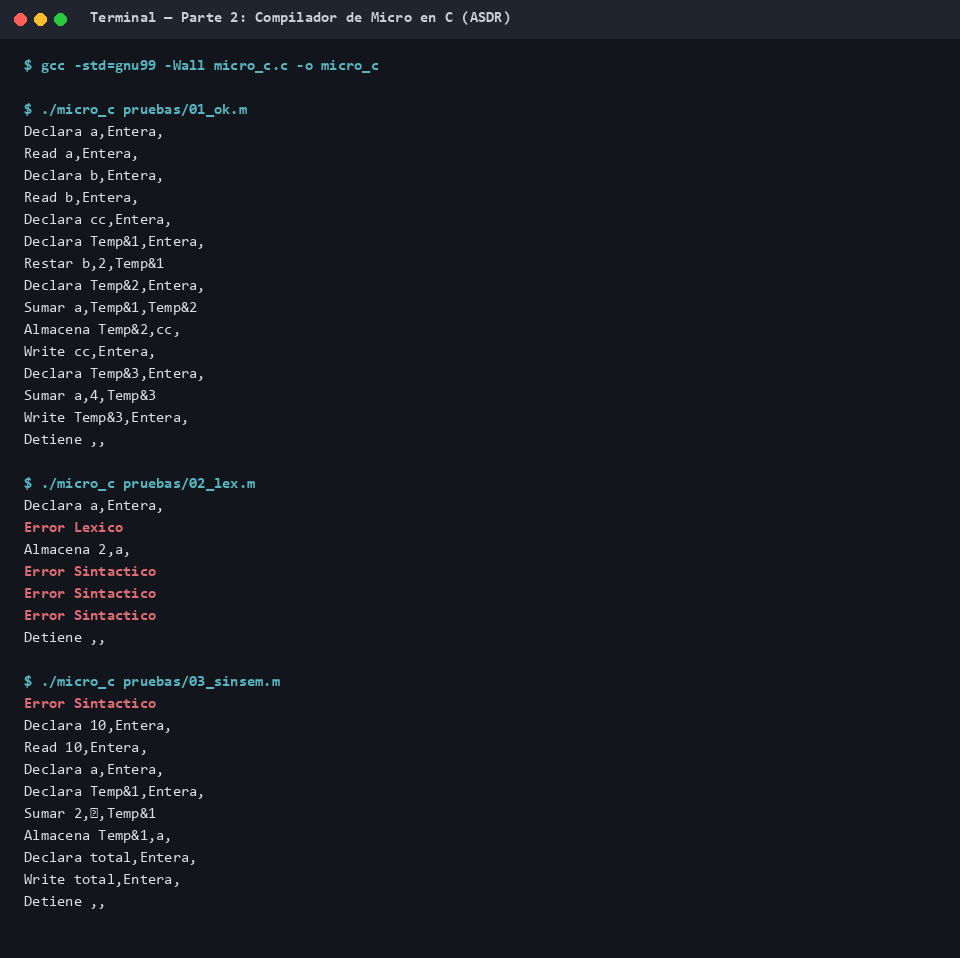 Terminal — Parte 2: Compilador de Micro en C (ASDR)
$ gcc -std=gnu99 -Wall micro_c.c -o micro_c
$ ./micro_c pruebas/01_ok.m
Declara a,Entera,
Read a,Entera,
Declara b,Entera,
Read b,Entera,
Declara cc,Entera,
Declara Temp&1,Entera,
Restar b,2,Temp&1
Declara Temp&2,Entera,
Sumar a,Temp&1,Temp&2
Almacena Temp&2,cc,
Write cc,Entera,
Declara Temp&3,Entera,
Sumar a,4,Temp&3
Write Temp&3,Entera,
Detiene ,,
$ ./micro_c pruebas/02_lex.m
Declara a,Entera,
Error Lexico
Almacena 2,a,
Error Sintactico
Error Sintactico
Error Sintactico
Detiene ,,
$ ./micro_c pruebas/03_sinsem.m
Error Sintactico
Declara 10,Entera,
Read 10,Entera,
Declara a,Entera,
Declara Temp&1,Entera,
Sumar 2,,Temp&1
Almacena Temp&1,a,
Declara total,Entera,
Write total,Entera,
Detiene ,,